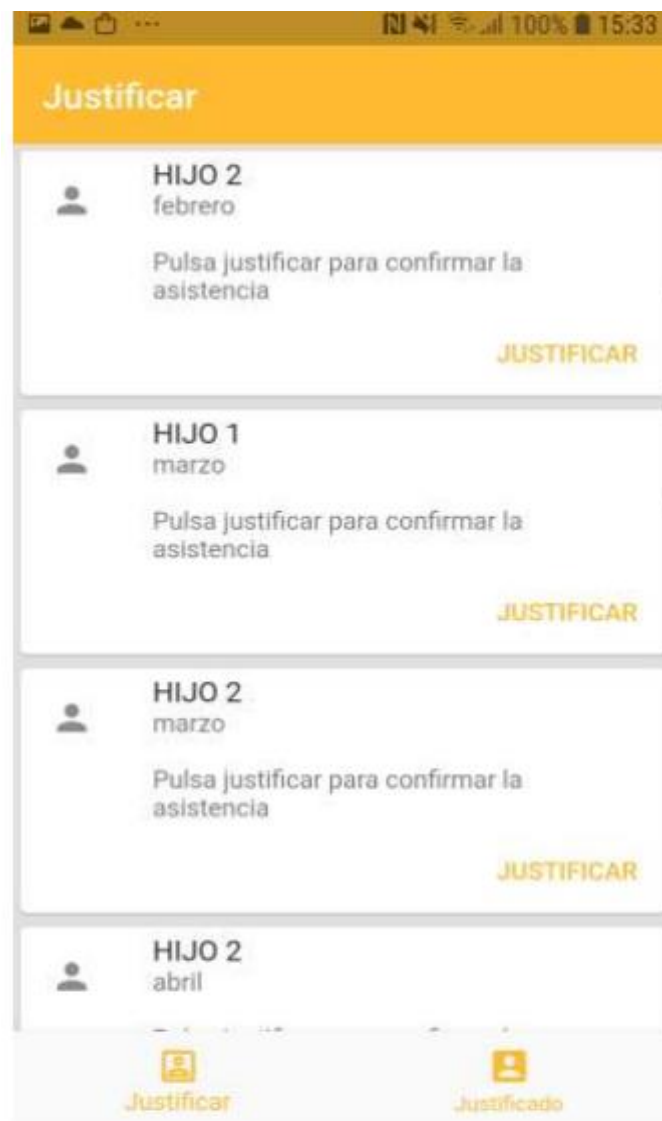 ... 100% 15:33
Justificar
HIJO 2
febrero
Pulsa justificar para confirmar la
asistencia
JUSTIFICAR
HIJO 1
marzo
Pulsa justificar para confirmar la
asistencia
JUSTIFICAR
HIJO 2
marzo
Pulsa justificar para confirmar la
asistencia
JUSTIFICAR
HIJO 2
abril
Justificar Justificado